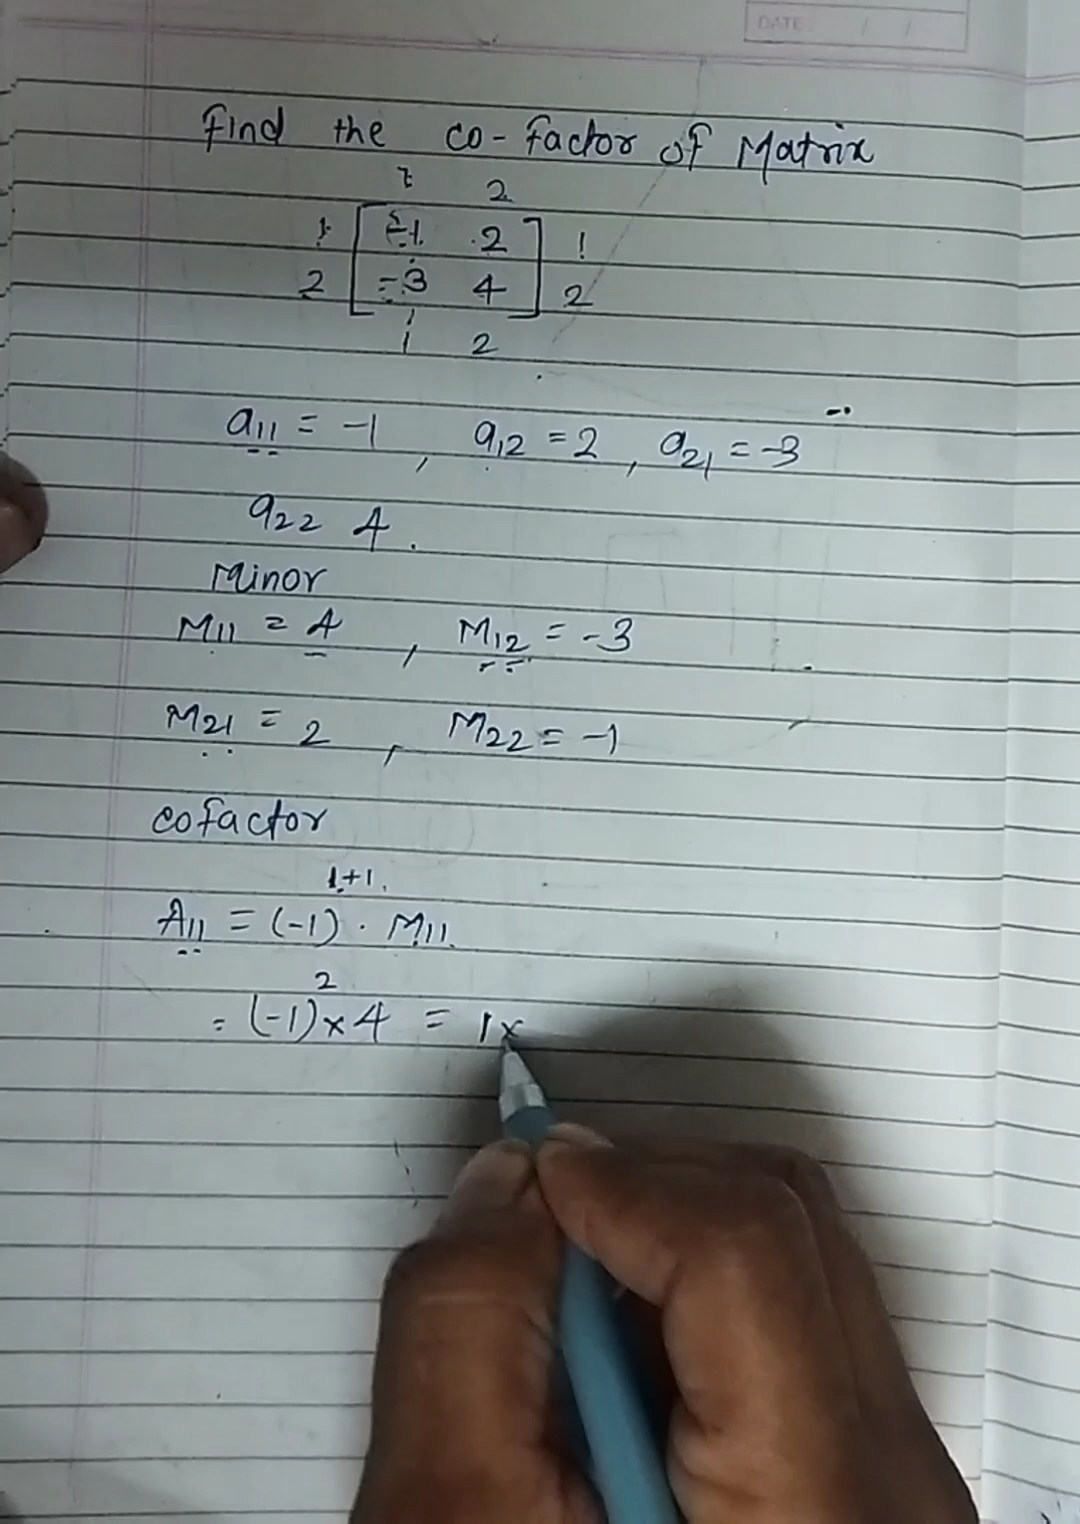 DATE / /
Find the co-factor of Matrix
1 2
1 [ -1 2 ] 1
2 [ -3 4 ] 2
1 2
a11 = -1 , a12 = 2 , a21 = -3
a22 4.
Minor
M11 = 4 , M12 = -3
M21 = 2 , M22 = -1
cofactor
1+1
A11 = (-1) · M11
2
= (-1) × 4 = 1×